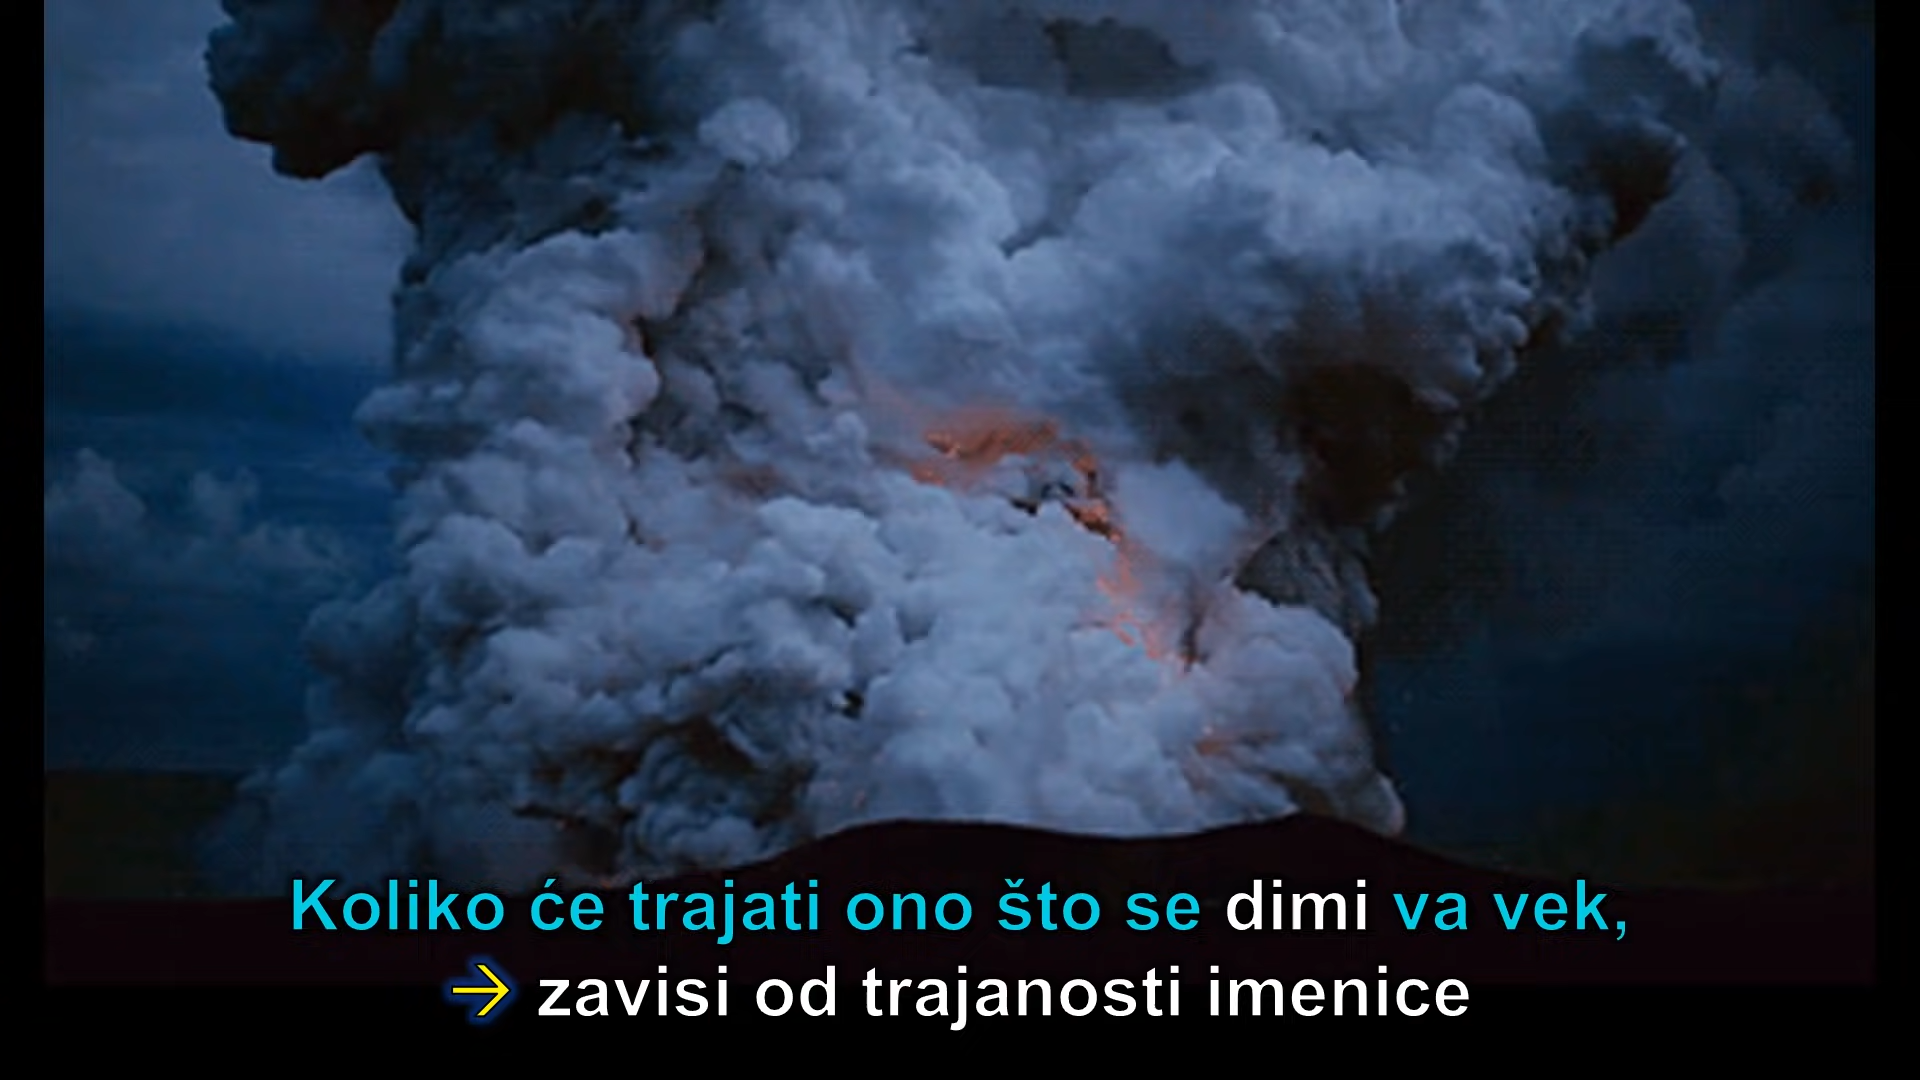 Koliko će trajati ono što se dimi va vek,
→ zavisi od trajanosti imenice